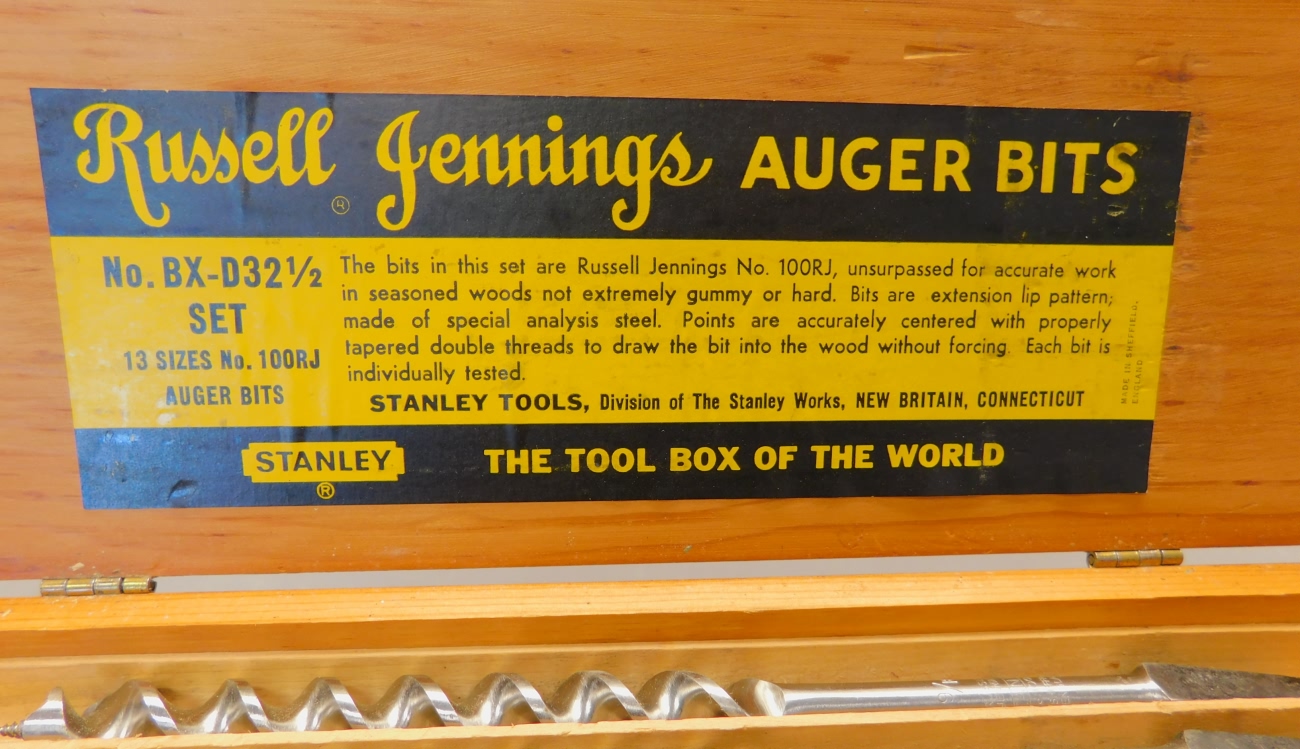 Russell Jennings AUGER BITS
®
No. BX-D32½
SET
13 SIZES No. 100RJ
AUGER BITS
The bits in this set are Russell Jennings No. 100RJ, unsurpassed for accurate work
in seasoned woods not extremely gummy or hard. Bits are extension lip pattern;
made of special analysis steel. Points are accurately centered with properly
tapered double threads to draw the bit into the wood without forcing. Each bit is
individually tested.
STANLEY TOOLS, Division of The Stanley Works, NEW BRITAIN, CONNECTICUT
MADE IN SHEFFIELD,
ENGLAND
STANLEY
®
THE TOOL BOX OF THE WORLD